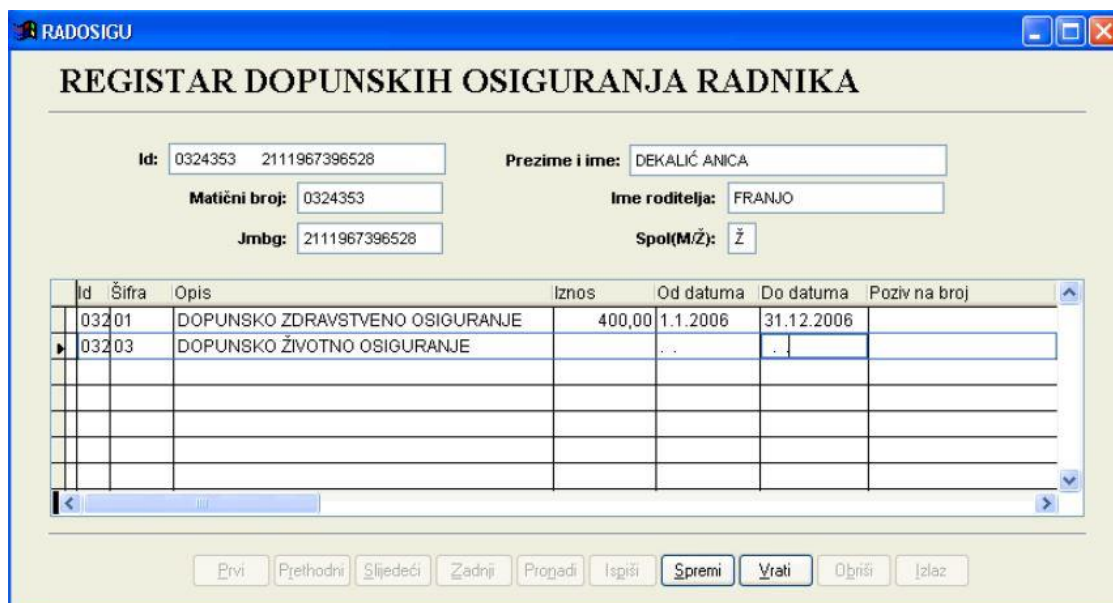 RADOSIGU
REGISTAR DOPUNSKIH OSIGURANJA RADNIKA
Id: 0324353 2111967396528 Prezime i ime: DEKALIĆ ANICA
Matični broj: 0324353 Ime roditelja: FRANJO
Jmbg: 2111967396528 Spol(M/Ž): Ž
Id Šifra Opis Iznos Od datuma Do datuma Poziv na broj
032 01 DOPUNSKO ZDRAVSTVENO OSIGURANJE 400,00 1.1.2006 31.12.2006
032 03 DOPUNSKO ŽIVOTNO OSIGURANJE . . . .
Prvi Prethodni Slijedeći Zadnji Pronađi Ispiši Spremi Vrati Obriši Izlaz